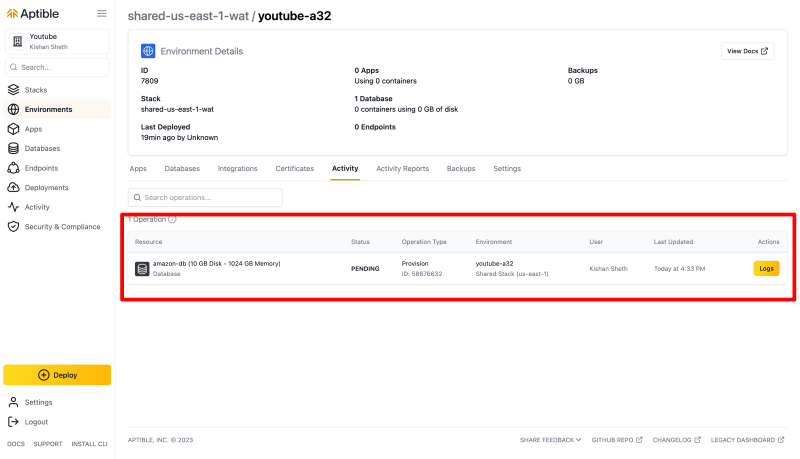 Aptible
Youtube
Kishan Sheth
Search...
Stacks
Environments
Apps
Databases
Endpoints
Deployments
Activity
Security & Compliance
Deploy
Settings
Logout
DOCS SUPPORT INSTALL CLI
shared-us-east-1-wat / youtube-a32
Environment Details
View Docs
ID
7809
0 Apps
Using 0 containers
Backups
0 GB
Stack
shared-us-east-1-wat
1 Database
0 containers using 0 GB of disk
Last Deployed
19min ago by Unknown
0 Endpoints
Apps Databases Integrations Certificates Activity Activity Reports Backups Settings
Search operations...
1 Operation
Resource Status Operation Type Environment User Last Updated Actions
amazon-db (10 GB Disk - 1024 GB Memory)
Database
PENDING
Provision
ID: 58676632
youtube-a32
Shared Stack (us-east-1)
Kishan Sheth
Today at 4:33 PM
Logs
APTIBLE, INC. © 2023
SHARE FEEDBACK GITHUB REPO CHANGELOG LEGACY DASHBOARD